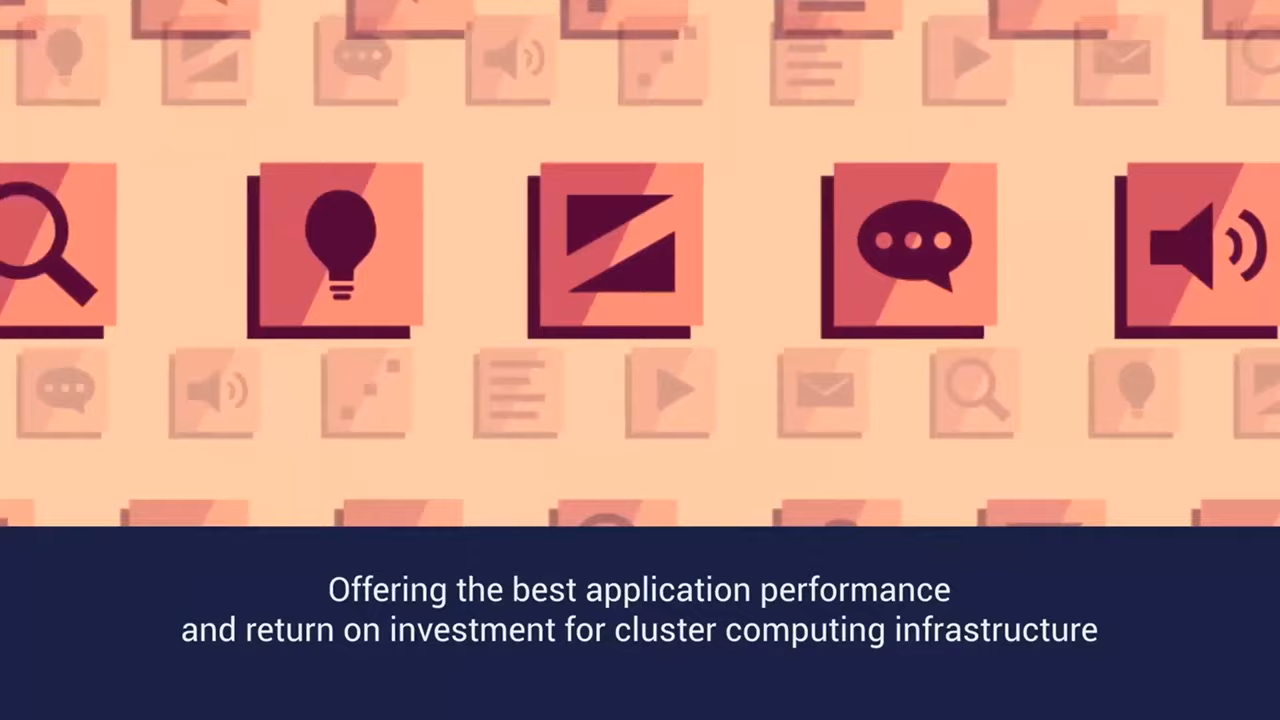 Offering the best application performance
and return on investment for cluster computing infrastructure